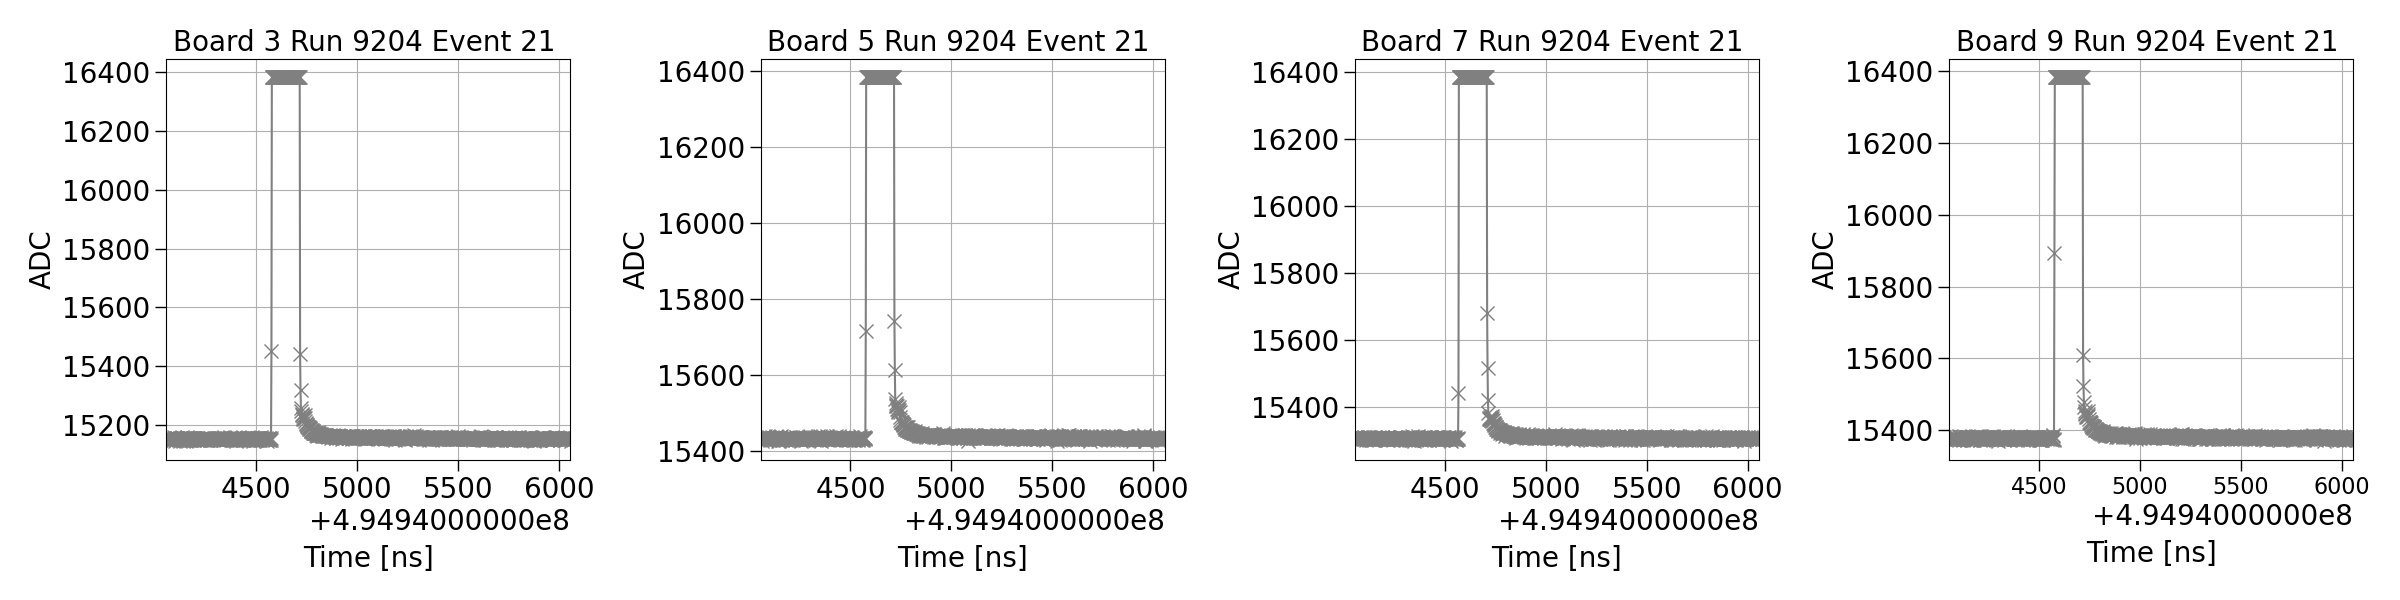 Board 3 Run 9204 Event 21
16400
16200
16000
15800
15600
15400
15200
ADC
4500 5000 5500 6000
+4.9494000000e8
Time [ns]
Board 5 Run 9204 Event 21
16400
16200
16000
15800
15600
15400
ADC
4500 5000 5500 6000
+4.9494000000e8
Time [ns]
Board 7 Run 9204 Event 21
16400
16200
16000
15800
15600
15400
ADC
4500 5000 5500 6000
+4.9494000000e8
Time [ns]
Board 9 Run 9204 Event 21
16400
16200
16000
15800
15600
15400
ADC
4500 5000 5500 6000
+4.9494000000e8
Time [ns]